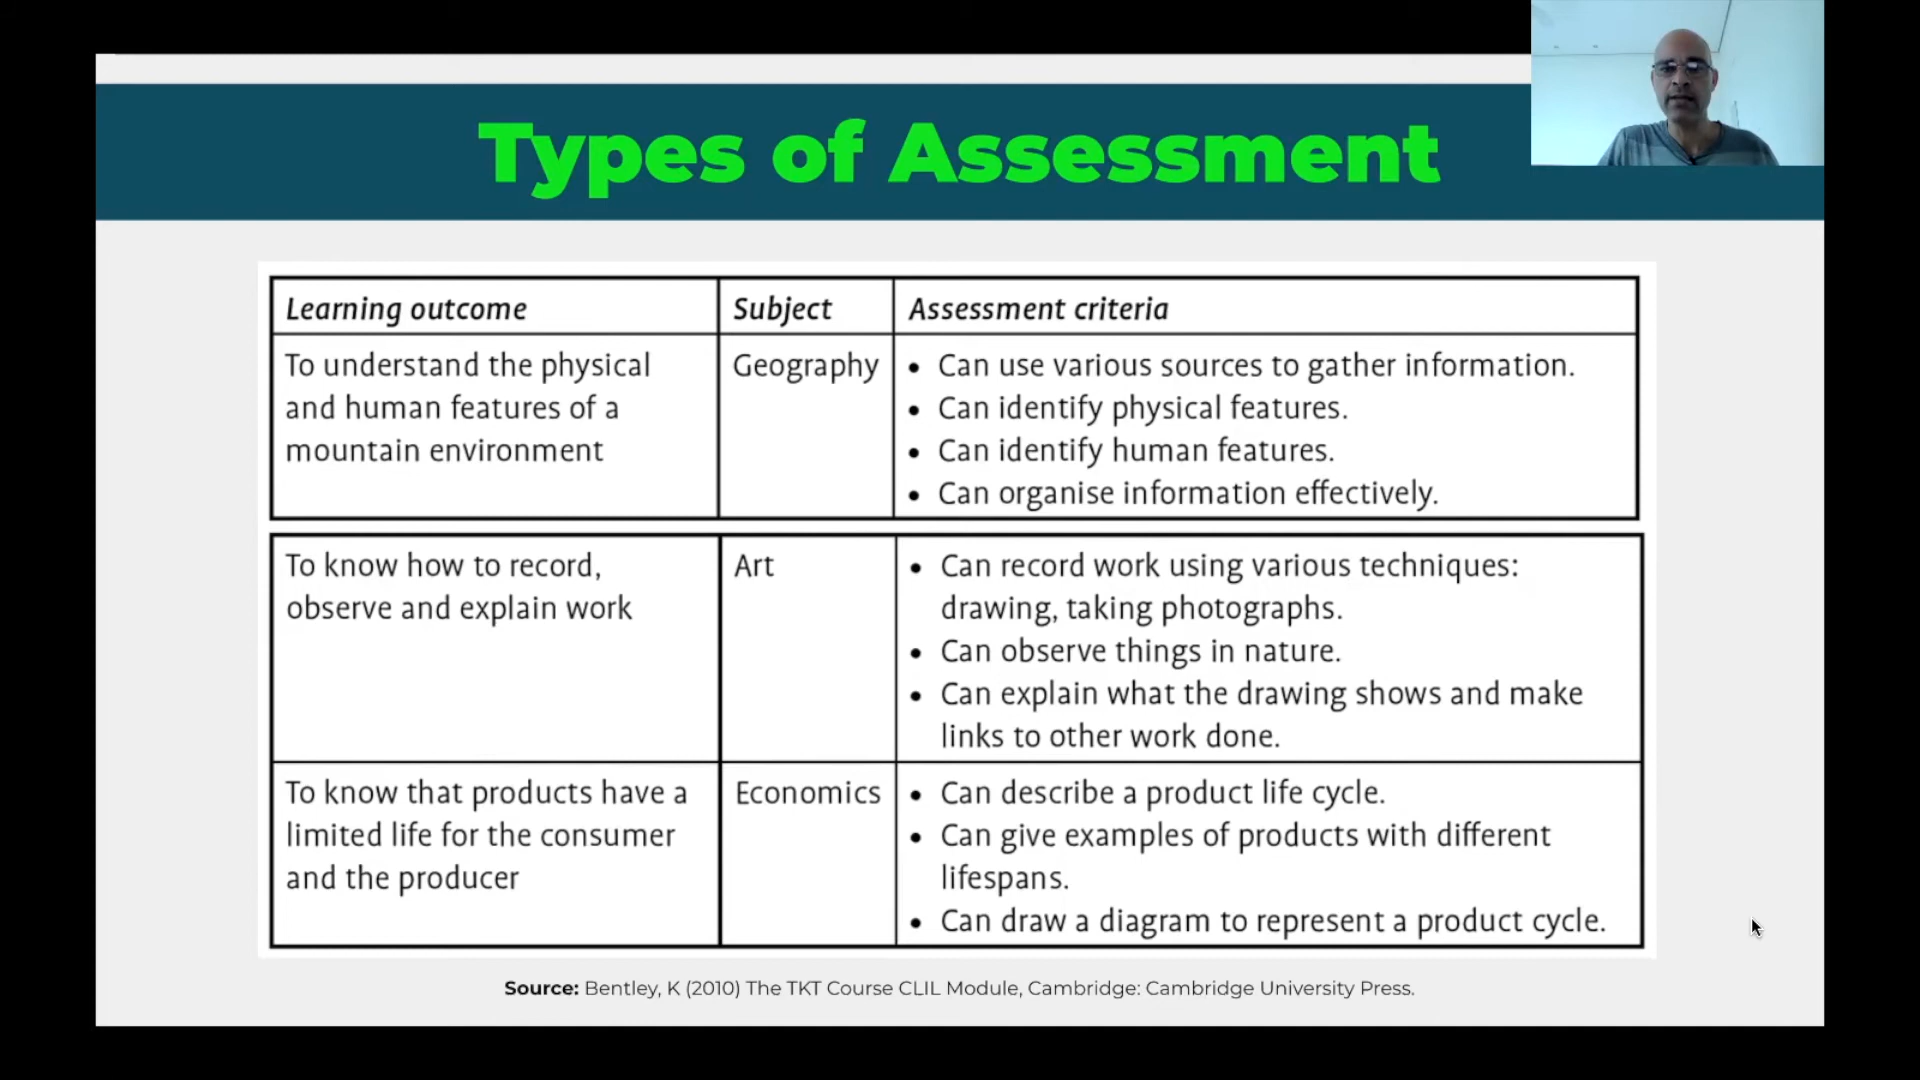 Types of Assessment
Learning outcome
Subject
Assessment criteria
To understand the physical
and human features of a
mountain environment
Geography
• Can use various sources to gather information.
• Can identify physical features.
• Can identify human features.
• Can organise information effectively.
To know how to record,
observe and explain work
Art
• Can record work using various techniques:
drawing, taking photographs.
• Can observe things in nature.
• Can explain what the drawing shows and make
links to other work done.
To know that products have a
limited life for the consumer
and the producer
Economics
• Can describe a product life cycle.
• Can give examples of products with different
lifespans.
• Can draw a diagram to represent a product cycle.
Source: Bentley, K (2010) The TKT Course CLIL Module, Cambridge: Cambridge University Press.